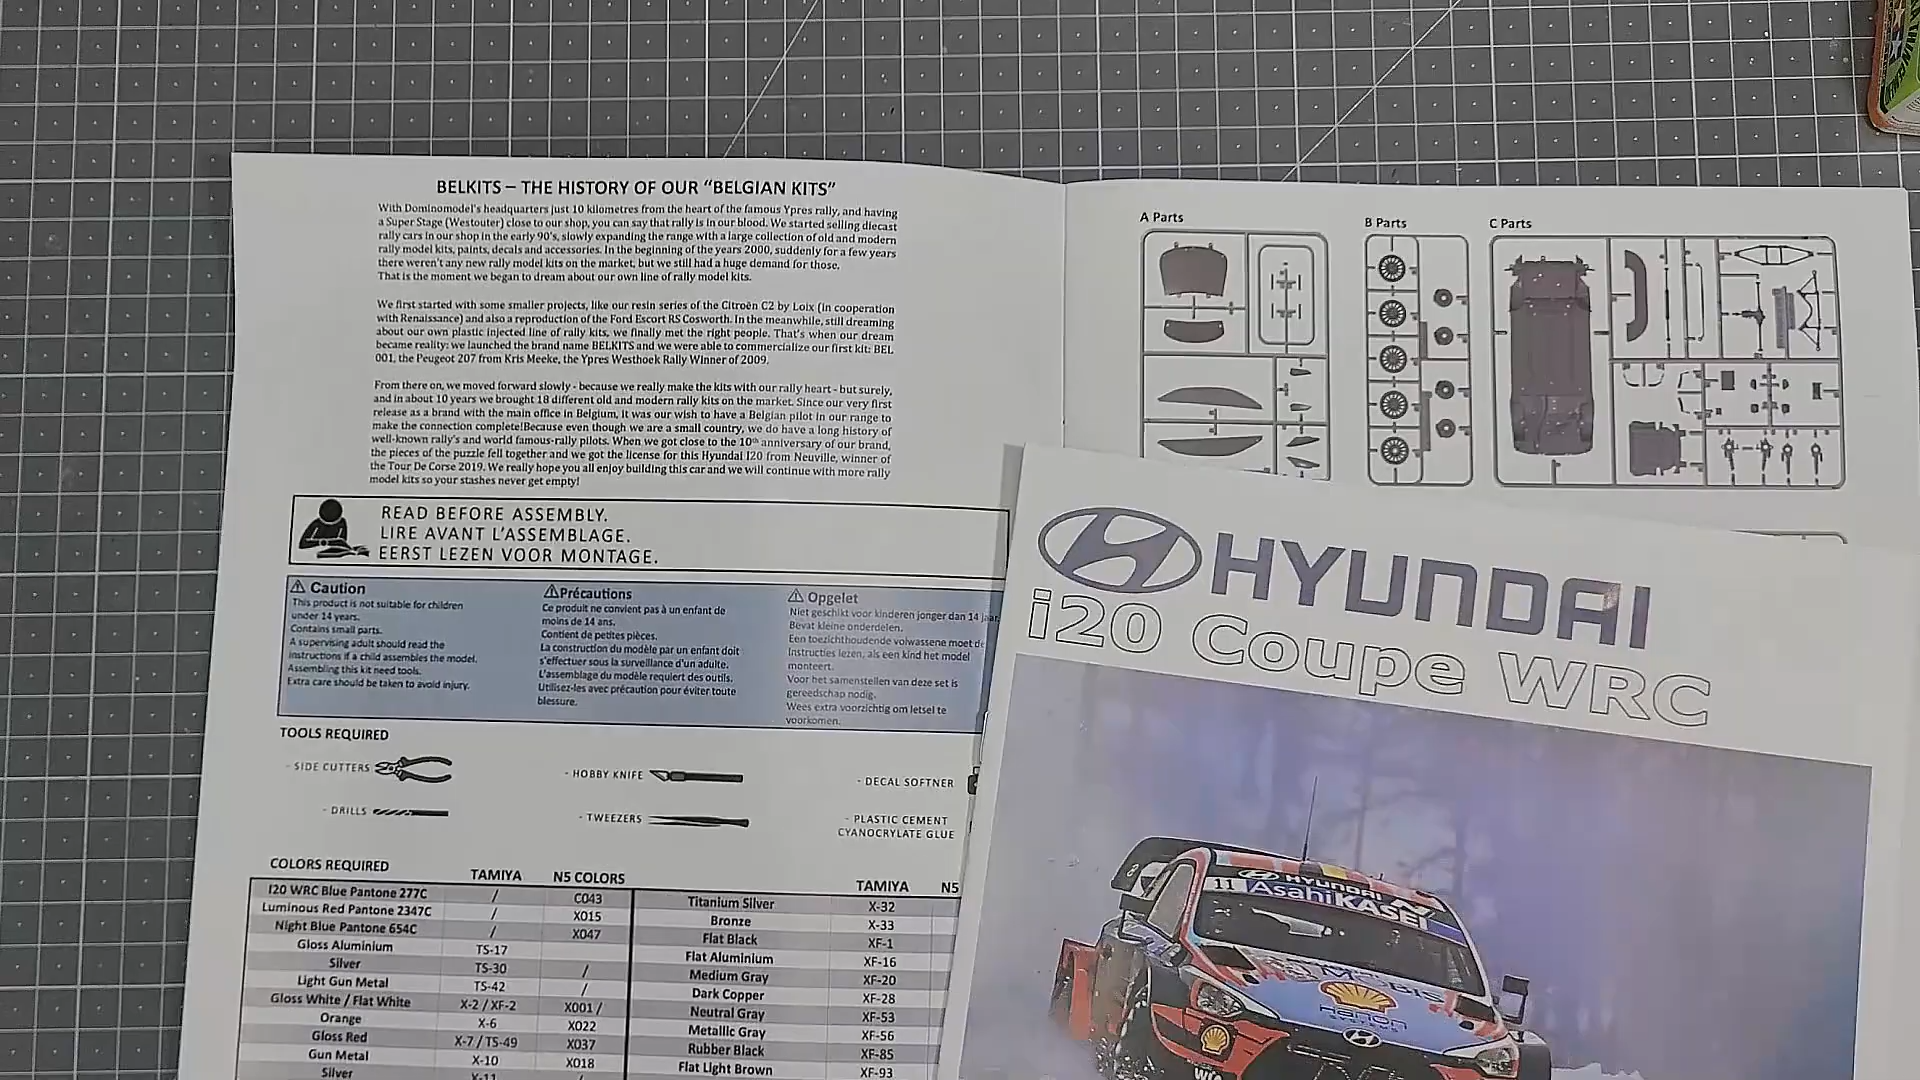 BELKITS – THE HISTORY OF OUR “BELGIAN KITS”
With Dominomodel's headquarters just 10 kilometres from the heart of the famous Ypres rally, and having
a Super Stage (Westouter) close to our shop, you can say that rally is in our blood. We started selling diecast
rally cars in our shop in the early 90's, slowly expanding the range with a large collection of old and modern
rally model kits, paints, decals and accessories. In the beginning of the years 2000, suddenly for a few years
there weren't any new rally model kits on the market, but we still had a huge demand for those.
That is the moment we began to dream about our own line of rally model kits.
We first started with some smaller projects, like our resin series of the Citroën C2 by Loix (in cooperation
with Renaissance) and also a reproduction of the Ford Escort RS Cosworth. In the meanwhile, still dreaming
about our own plastic injected line of rally kits, we finally met the right people. That's when our dream
became reality: we launched the brand name BELKITS and we were able to commercialize our first kit: BEL
001, the Peugeot 207 from Kris Meeke, the Ypres Westhoek Rally Winner of 2009.
From there on, we moved forward slowly - because we really make the kits with our rally heart - but surely,
and in about 10 years we brought 18 different old and modern rally kits on the market. Since our very first
release as a brand with the main office in Belgium, it was our wish to have a Belgian pilot in our range to
make the connection complete!Because even though we are a small country, we do have a long history of
well-known rally's and world famous-rally pilots. When we got close to the 10th anniversary of our brand,
the pieces of the puzzle fell together and we got the license for this Hyundai I20 from Neuville, winner of
the Tour De Corse 2019. We really hope you all enjoy building this car and we will continue with more rally
model kits so your stashes never get empty!
READ BEFORE ASSEMBLY.
LIRE AVANT L'ASSEMBLAGE.
EERST LEZEN VOOR MONTAGE.
Caution
This product is not suitable for children
under 14 years.
Contains small parts.
A supervising adult should read the
instructions if a child assembles the model.
Assembling this kit need tools.
Extra care should be taken to avoid injury.
Précautions
Ce produit ne convient pas à un enfant de
moins de 14 ans.
Contient de petites pièces.
La construction du modèle par un enfant doit
s'effectuer sous la surveillance d'un adulte.
L'assemblage du modèle requiert des outils.
Utilisez-les avec précaution pour éviter toute
blessure.
Opgelet
Niet geschikt voor kinderen jonger dan 14 jaar.
Bevat kleine onderdelen.
Een toezichthoudende volwassene moet de
instructies lezen, als een kind het model
monteert.
Voor het samenstellen van deze set is
gereedschap nodig.
Wees extra voorzichtig om letsel te
voorkomen.
TOOLS REQUIRED
- SIDE CUTTERS
- HOBBY KNIFE
- DECAL SOFTNER
- DRILLS
- TWEEZERS
- PLASTIC CEMENT
CYANOCRYLATE GLUE
COLORS REQUIRED TAMIYA N5 COLORS TAMIYA N5
I20 WRC Blue Pantone 277C / C043 Titanium Silver X-32
Luminous Red Pantone 2347C / X015 Bronze X-33
Night Blue Pantone 654C / X047 Flat Black XF-1
Gloss Aluminium TS-17 Flat Aluminium XF-16
Silver TS-30 / Medium Gray XF-20
Light Gun Metal TS-42 / Dark Copper XF-28
Gloss White / Flat White X-2 / XF-2 X001 / Neutral Gray XF-53
Orange X-6 X022 Metallic Gray XF-56
Gloss Red X-7 / TS-49 X037 Rubber Black XF-85
Gun Metal X-10 X018 Flat Light Brown XF-93
Silver X-11 /
A Parts
B Parts
C Parts
HYUNDAI
i20 Coupe WRC
HYUNDAI
11 AsahiKASEI
MOBIS
Hanon
SYSTEMS